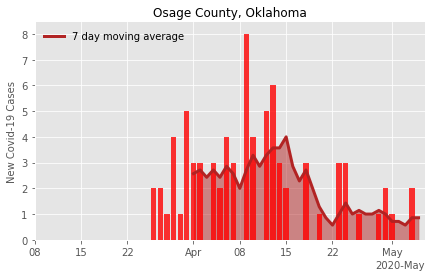 Osage County, Oklahoma
7 day moving average
New Covid-19 Cases
8
7
6
5
4
3
2
1
0
08 15 22 Apr 08 15 22 May
2020-May